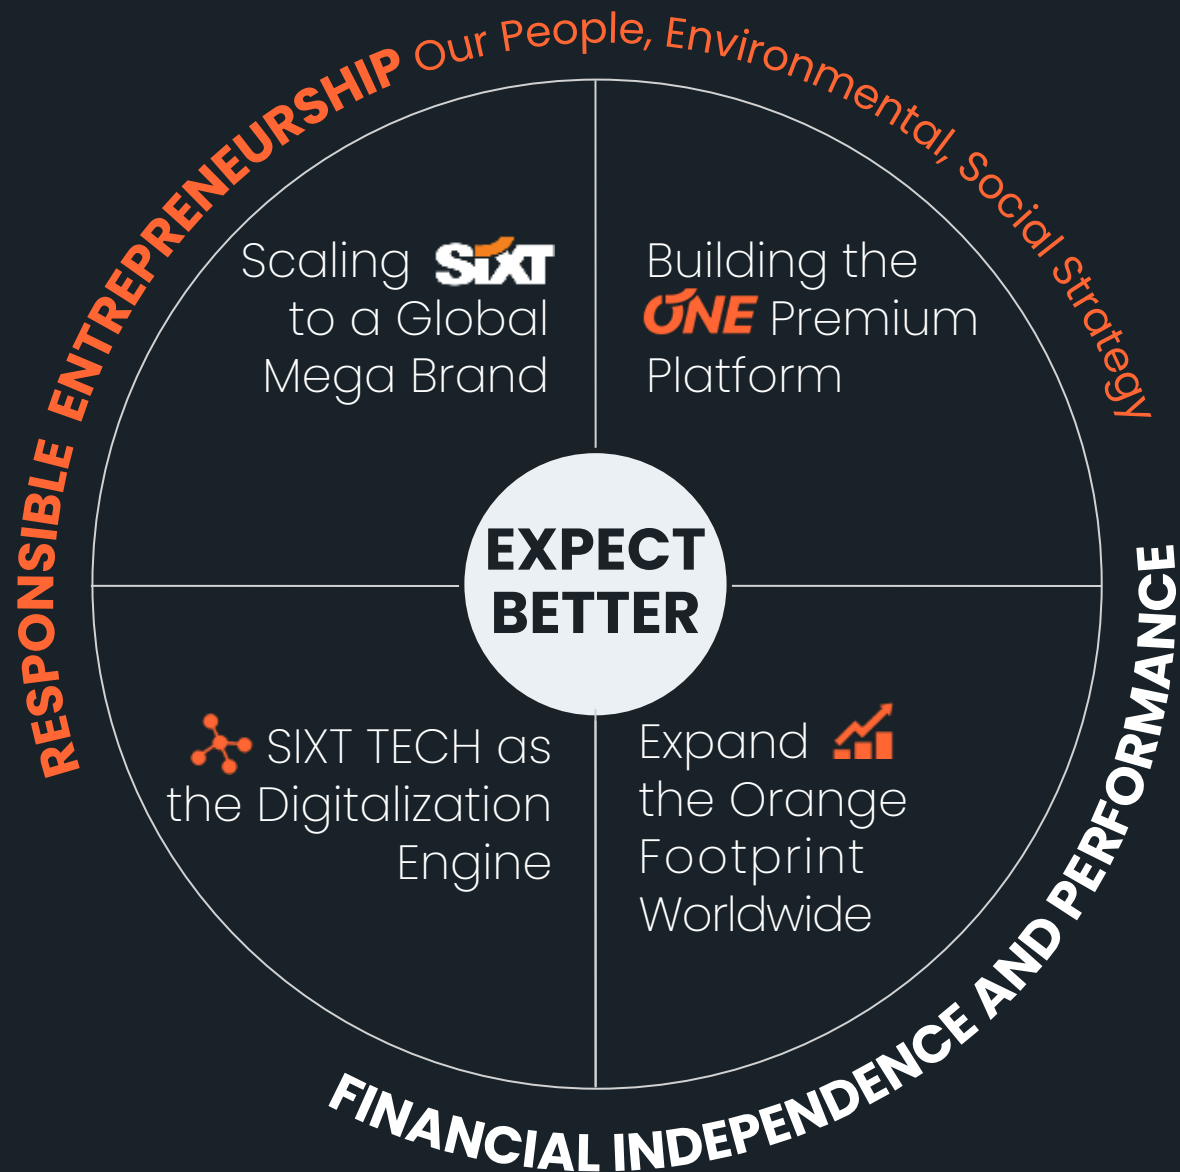 RESPONSIBLE ENTREPRENEURSHIP Our People, Environmental, Social Strategy
Scaling SIXT
to a Global
Mega Brand
Building the
ONE Premium
Platform
EXPECT
BETTER
SIXT TECH as
the Digitalization
Engine
Expand
the Orange
Footprint
Worldwide
FINANCIAL INDEPENDENCE AND PERFORMANCE